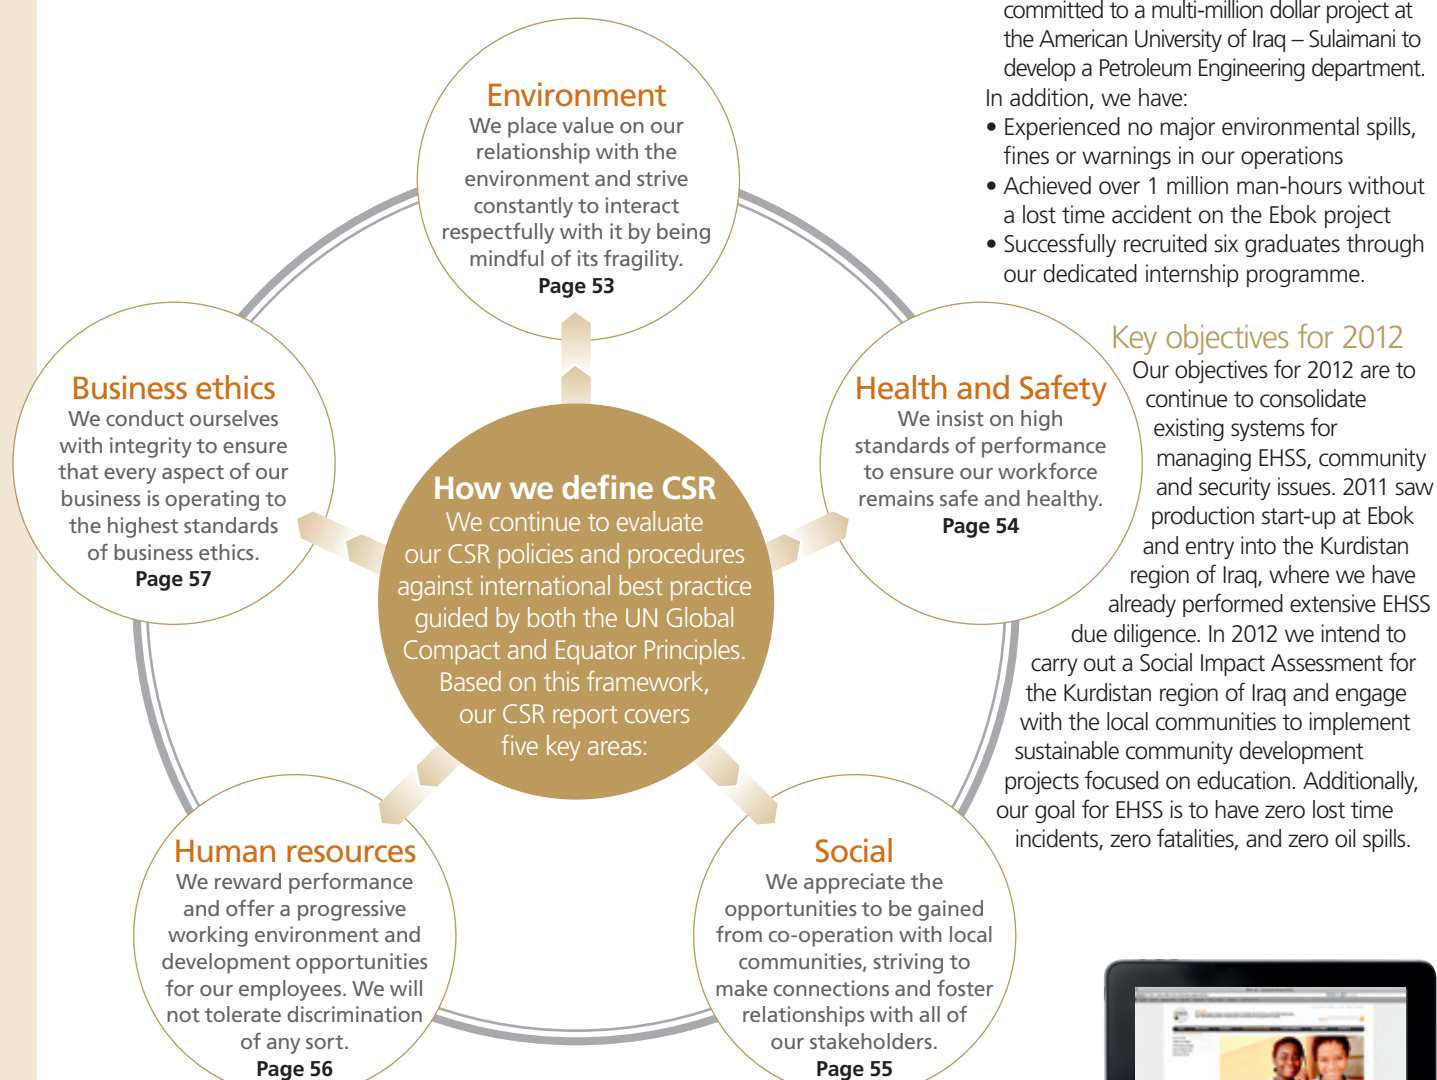 Environment
We place value on our
relationship with the
environment and strive
constantly to interact
respectfully with it by being
mindful of its fragility.
Page 53
Business ethics
We conduct ourselves
with integrity to ensure
that every aspect of our
business is operating to
the highest standards
of business ethics.
Page 57
How we define CSR
We continue to evaluate
our CSR policies and procedures
against international best practice
guided by both the UN Global
Compact and Equator Principles.
Based on this framework,
our CSR report covers
five key areas:
Health and Safety
We insist on high
standards of performance
to ensure our workforce
remains safe and healthy.
Page 54
Human resources
We reward performance
and offer a progressive
working environment and
development opportunities
for our employees. We will
not tolerate discrimination
of any sort.
Page 56
Social
We appreciate the
opportunities to be gained
from co-operation with local
communities, striving to
make connections and foster
relationships with all of
our stakeholders.
Page 55
committed to a multi-million dollar project at
the American University of Iraq – Sulaimani to
develop a Petroleum Engineering department.
In addition, we have:
• Experienced no major environmental spills,
fines or warnings in our operations
• Achieved over 1 million man-hours without
a lost time accident on the Ebok project
• Successfully recruited six graduates through
our dedicated internship programme.
Key objectives for 2012
Our objectives for 2012 are to
continue to consolidate
existing systems for
managing EHSS, community
and security issues. 2011 saw
production start-up at Ebok
and entry into the Kurdistan
region of Iraq, where we have
already performed extensive EHSS
due diligence. In 2012 we intend to
carry out a Social Impact Assessment for
the Kurdistan region of Iraq and engage
with the local communities to implement
sustainable community development
projects focused on education. Additionally,
our goal for EHSS is to have zero lost time
incidents, zero fatalities, and zero oil spills.